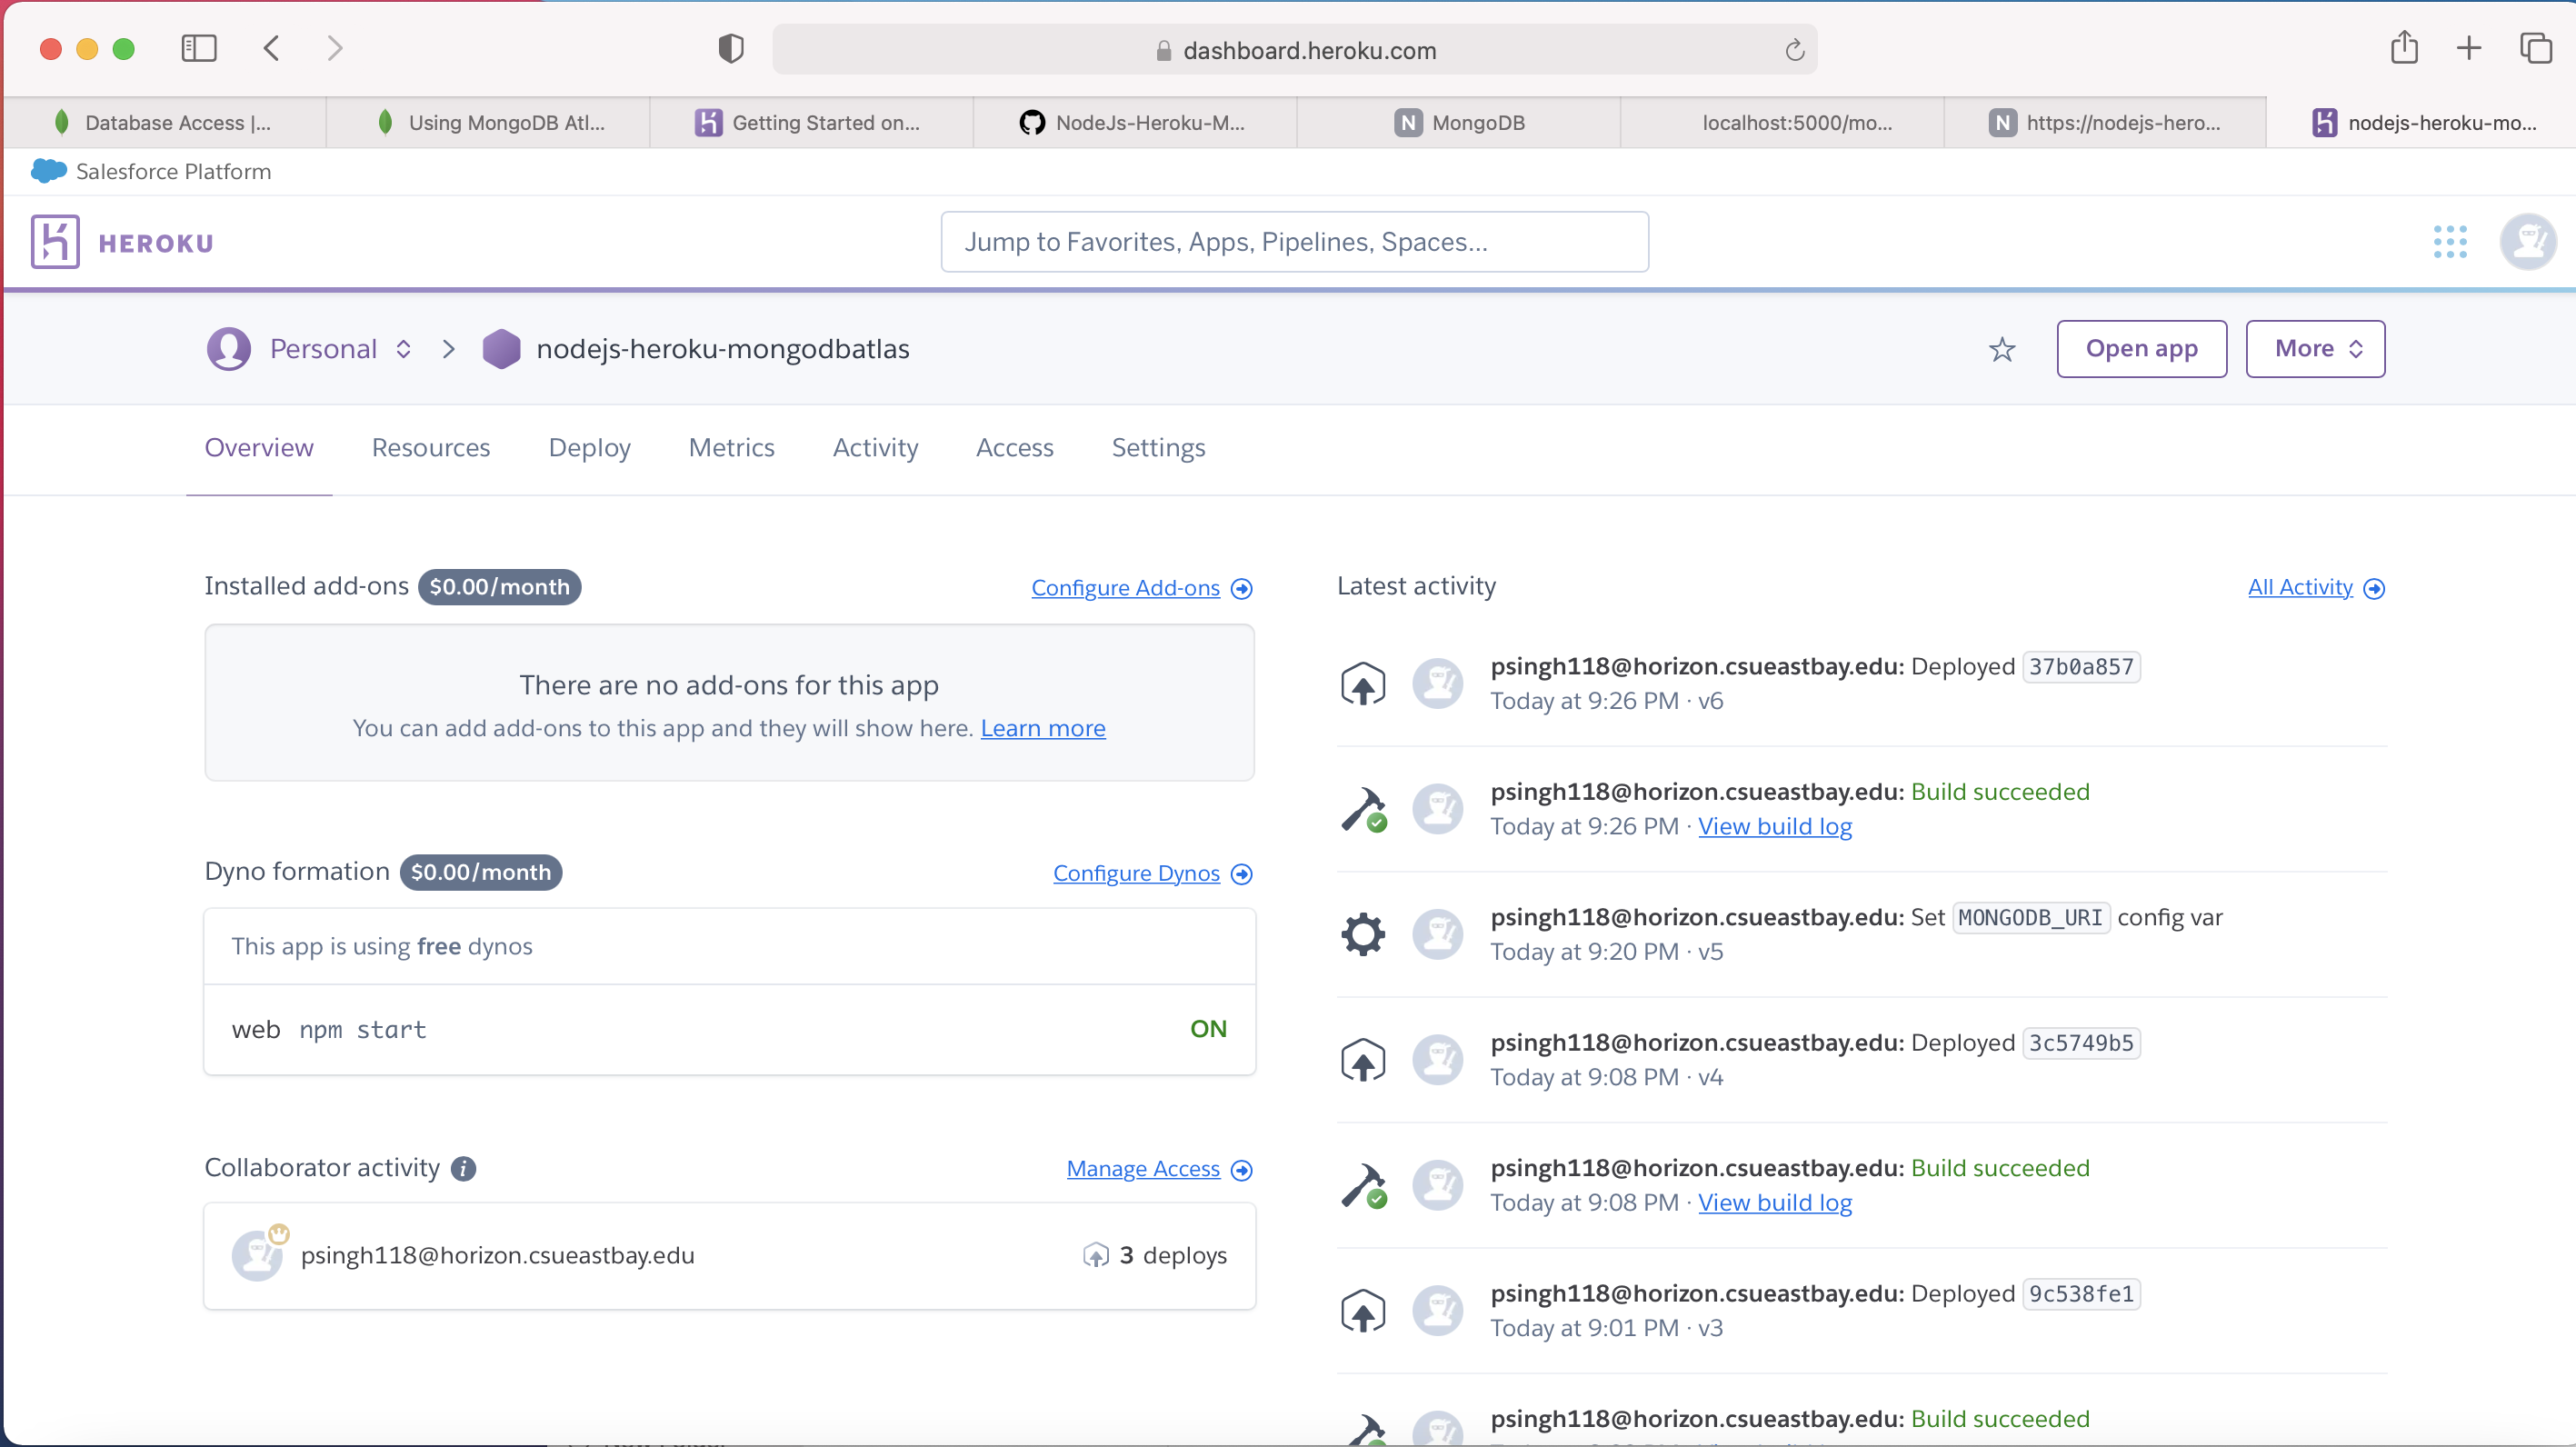 dashboard.heroku.com
Database Access |...
Using MongoDB Atl...
Getting Started on...
NodeJs-Heroku-M...
N MongoDB
localhost:5000/mo...
N https://nodejs-hero...
nodejs-heroku-mo...
Salesforce Platform
HEROKU
Jump to Favorites, Apps, Pipelines, Spaces...
Personal
nodejs-heroku-mongodbatlas
Open app
More
Overview
Resources
Deploy
Metrics
Activity
Access
Settings
Installed add-ons $0.00/month
Configure Add-ons
There are no add-ons for this app
You can add add-ons to this app and they will show here. Learn more
Dyno formation $0.00/month
Configure Dynos
This app is using free dynos
web npm start
ON
Collaborator activity i
Manage Access
psingh118@horizon.csueastbay.edu
3 deploys
Latest activity
All Activity
psingh118@horizon.csueastbay.edu: Deployed 37b0a857
Today at 9:26 PM · v6
psingh118@horizon.csueastbay.edu: Build succeeded
Today at 9:26 PM · View build log
psingh118@horizon.csueastbay.edu: Set MONGODB_URI config var
Today at 9:20 PM · v5
psingh118@horizon.csueastbay.edu: Deployed 3c5749b5
Today at 9:08 PM · v4
psingh118@horizon.csueastbay.edu: Build succeeded
Today at 9:08 PM · View build log
psingh118@horizon.csueastbay.edu: Deployed 9c538fe1
Today at 9:01 PM · v3
psingh118@horizon.csueastbay.edu: Build succeeded